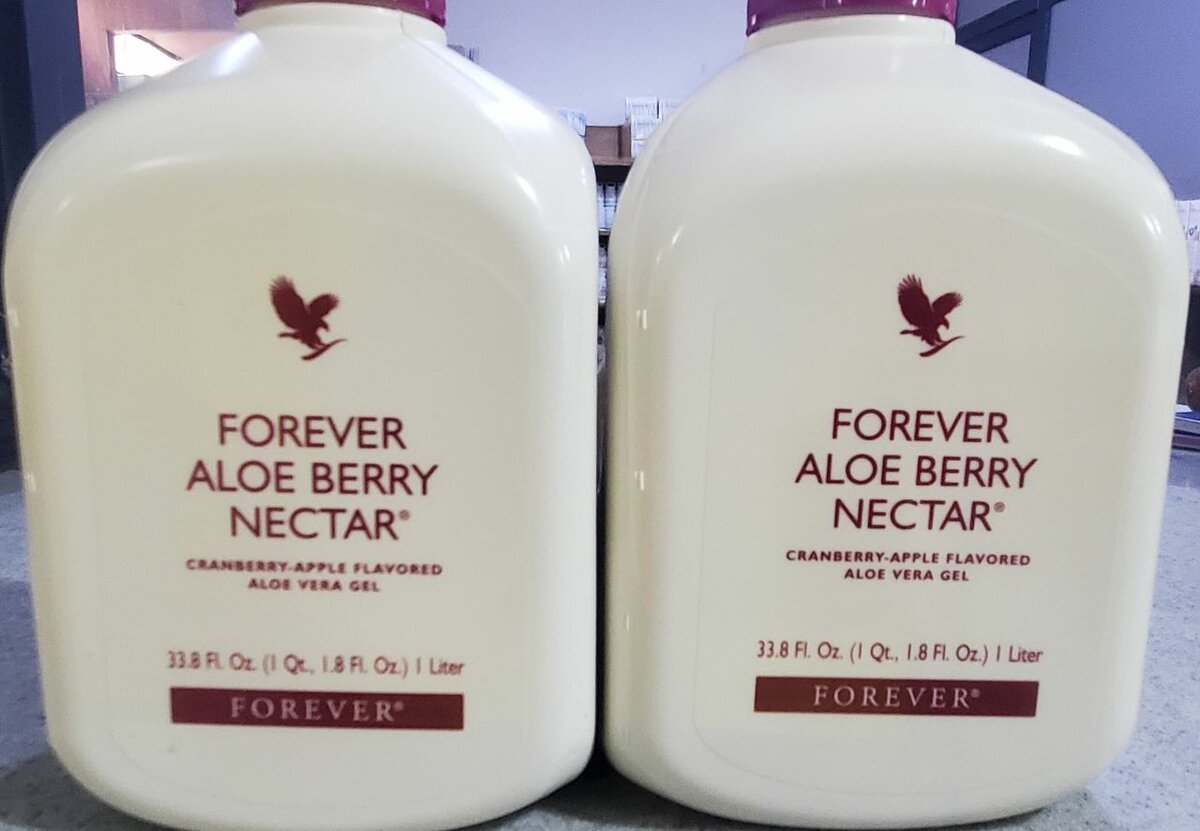 FOREVER
ALOE BERRY
NECTAR®
CRANBERRY-APPLE FLAVORED
ALOE VERA GEL
33.8 Fl. Oz. (1 Qt., 1.8 Fl. Oz.) 1 Liter
FOREVER®
FOREVER
ALOE BERRY
NECTAR®
CRANBERRY-APPLE FLAVORED
ALOE VERA GEL
33.8 Fl. Oz. (1 Qt., 1.8 Fl. Oz.) 1 Liter
FOREVER®